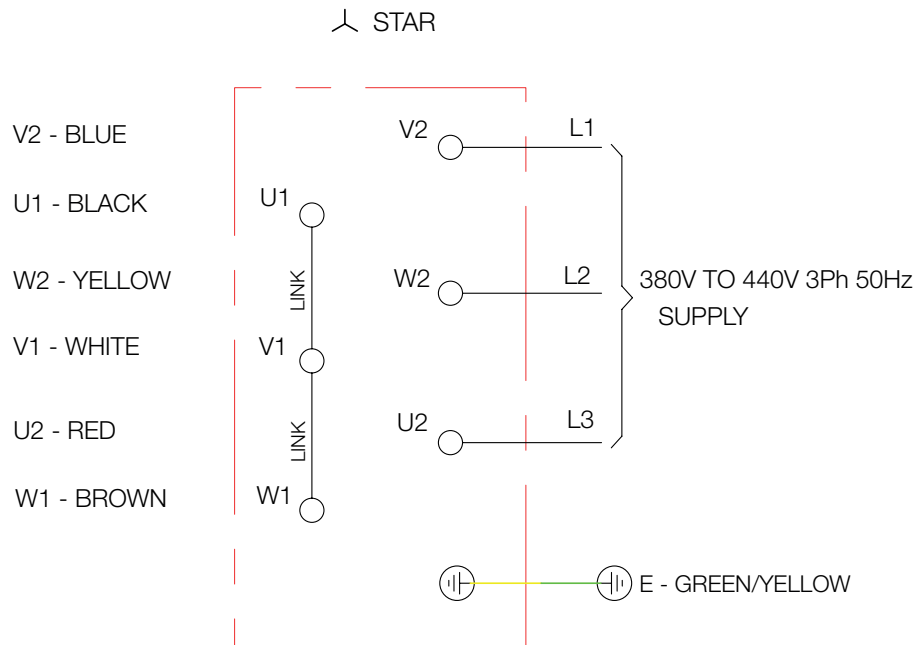 STAR
V2 - BLUE
U1 - BLACK
W2 - YELLOW
V1 - WHITE
U2 - RED
W1 - BROWN
U1
LINK
V1
LINK
W1
V2
L1
W2
L2
U2
L3
380V TO 440V 3Ph 50Hz
SUPPLY
E - GREEN/YELLOW